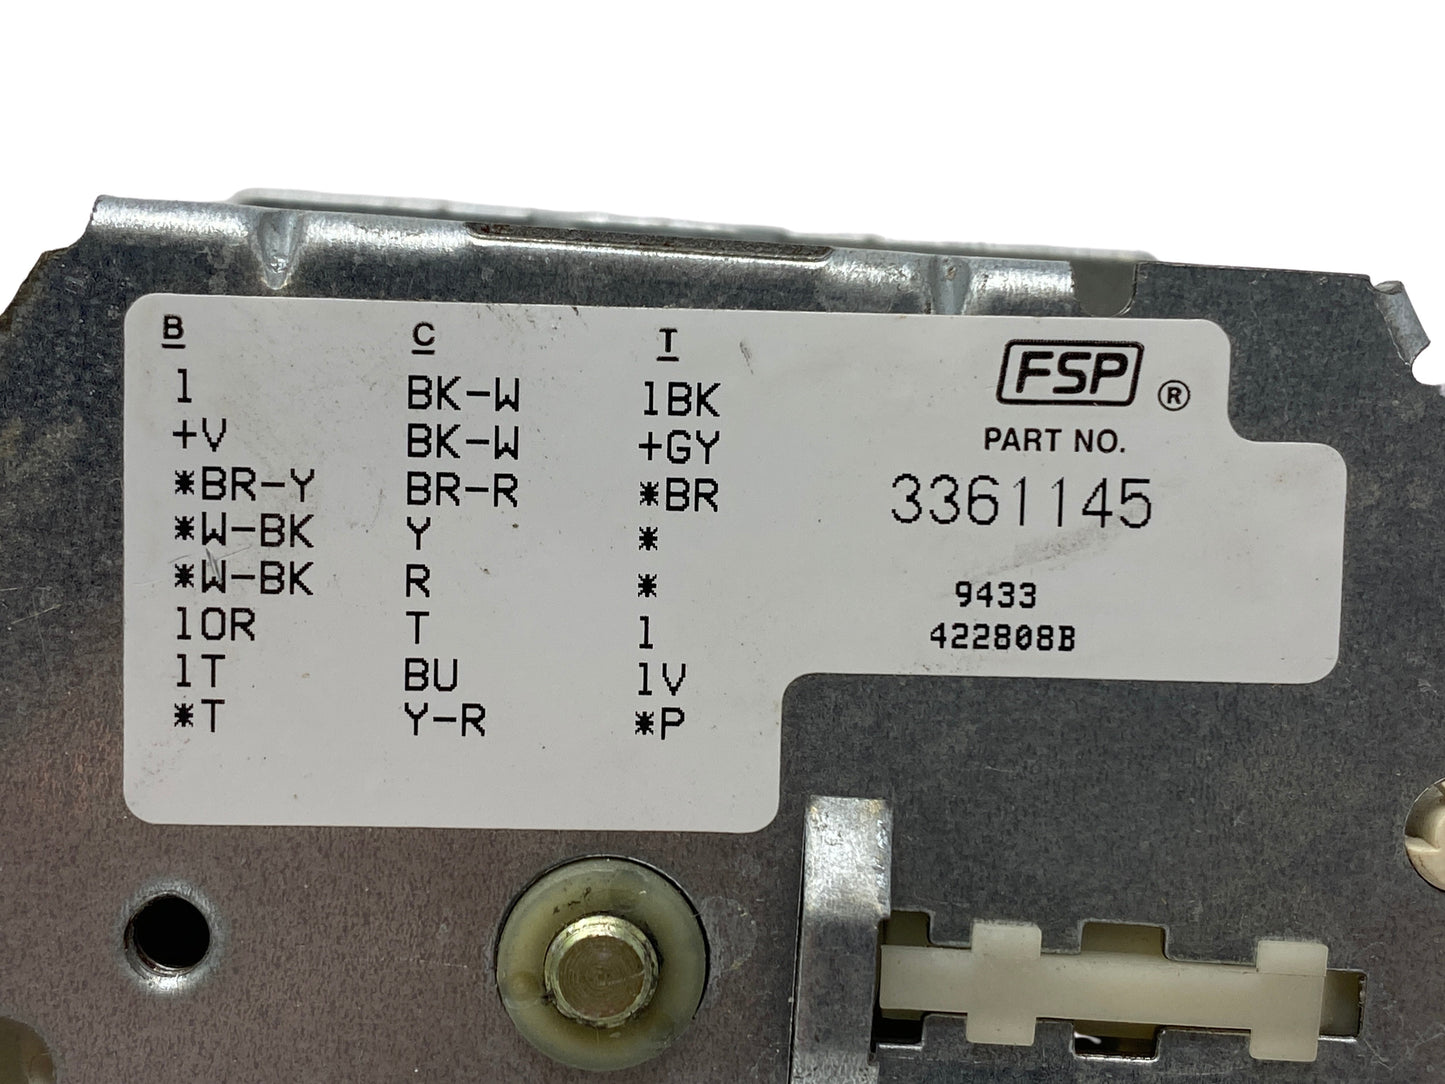 B C T
1 BK-W 1BK
+V BK-W +GY
*BR-Y BR-R *BR
*W-BK Y *
*W-BK R *
1OR T 1
1T BU 1V
*T Y-R *P
FSP ®
PART NO.
3361145
9433
422808B